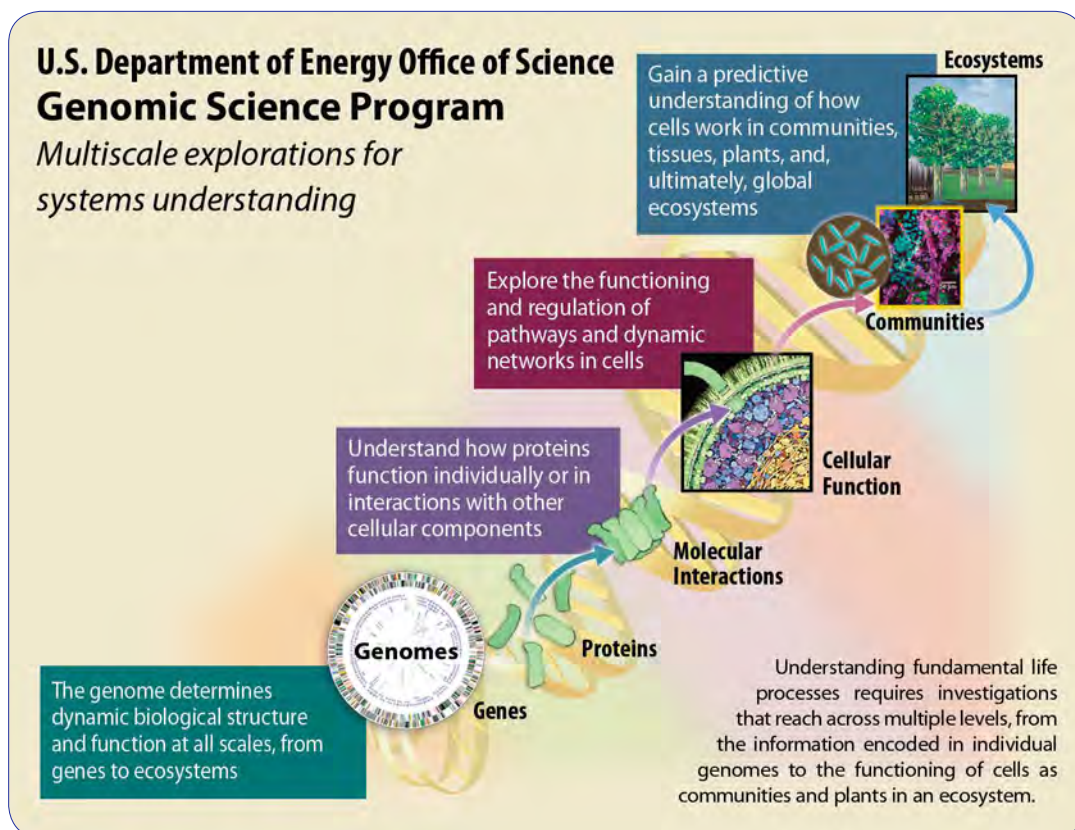 U.S. Department of Energy Office of Science
Genomic Science Program
Multiscale explorations for
systems understanding
Ecosystems
Gain a predictive
understanding of how
cells work in communities,
tissues, plants, and,
ultimately, global
ecosystems
Communities
Explore the functioning
and regulation of
pathways and dynamic
networks in cells
Cellular
Function
Understand how proteins
function individually or in
interactions with other
cellular components
Molecular
Interactions
Genomes
Proteins
Genes
The genome determines
dynamic biological structure
and function at all scales, from
genes to ecosystems
Understanding fundamental life
processes requires investigations
that reach across multiple levels, from
the information encoded in individual
genomes to the functioning of cells as
communities and plants in an ecosystem.